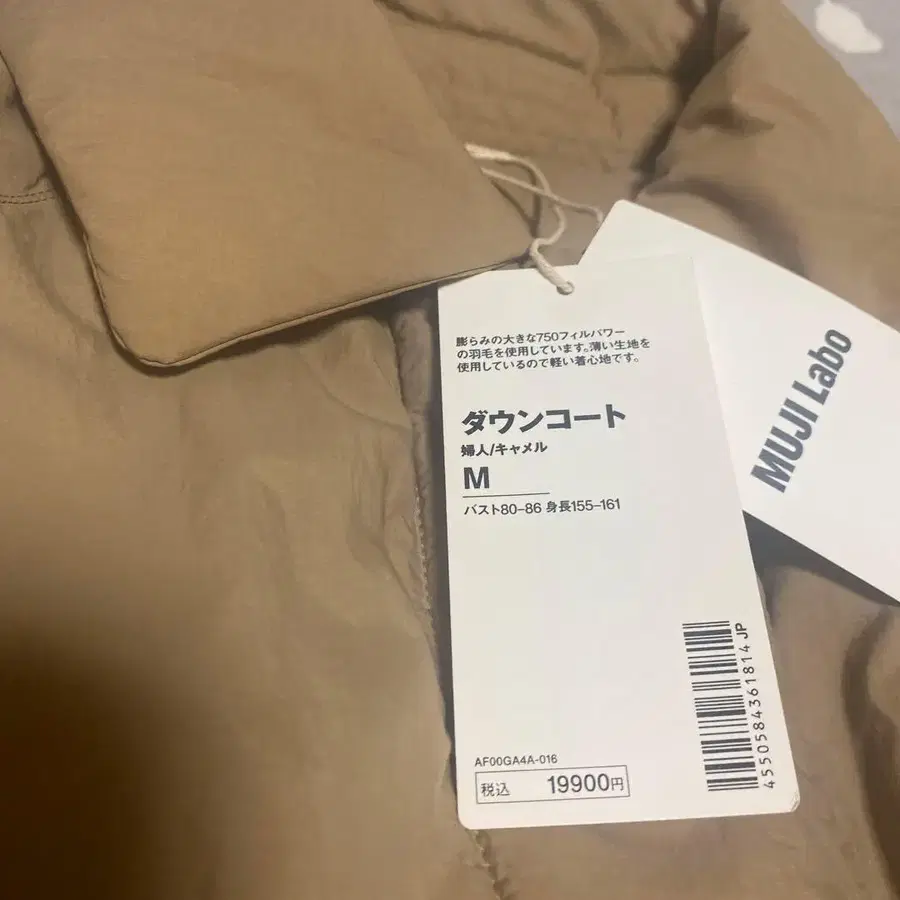 膨らみの大きな750フィルパワー
の羽毛を使用しています。薄い生地を
使用しているので軽い着心地です。
ダウンコート
婦人/キャメル
M
バスト80-86 身長155-161
AF00GA4A-016
税込 19900円
4550584361814 JP
MUJI Labo